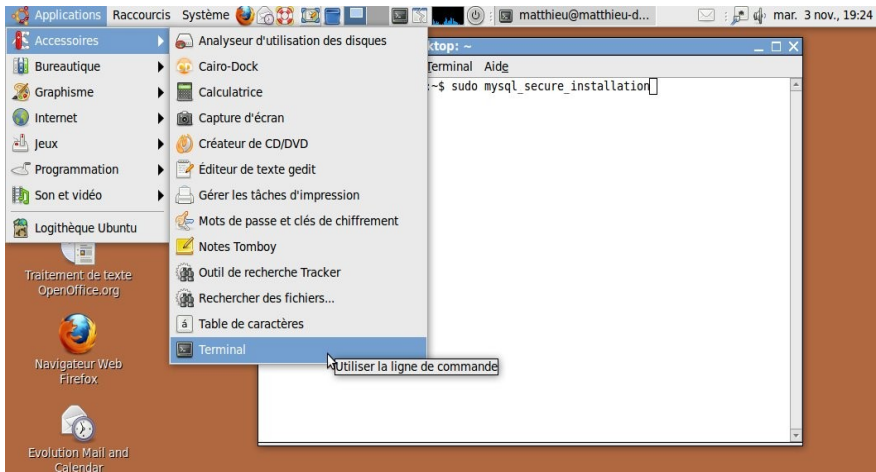 Applications Raccourcis Système
matthieu@matthieu-d...
mar. 3 nov., 19:24
Accessoires
Bureautique
Graphisme
Internet
Jeux
Programmation
Son et vidéo
Logithèque Ubuntu
Analyseur d'utilisation des disques
Cairo-Dock
Calculatrice
Capture d'écran
Créateur de CD/DVD
Éditeur de texte gedit
Gérer les tâches d'impression
Mots de passe et clés de chiffrement
Notes Tomboy
Outil de recherche Tracker
Rechercher des fichiers...
Table de caractères
Terminal
Utiliser la ligne de commande
ktop: ~
Terminal Aide
:~$ sudo mysql_secure_installation
Traitement de texte
OpenOffice.org
Navigateur Web
Firefox
Evolution Mail and
Calendar